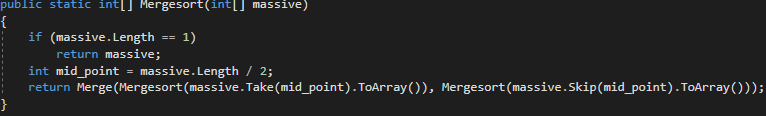 public static int[] Mergesort(int[] massive)
{
if (massive.Length == 1)
return massive;
int mid_point = massive.Length / 2;
return Merge(Mergesort(massive.Take(mid_point).ToArray()), Mergesort(massive.Skip(mid_point).ToArray()));
}